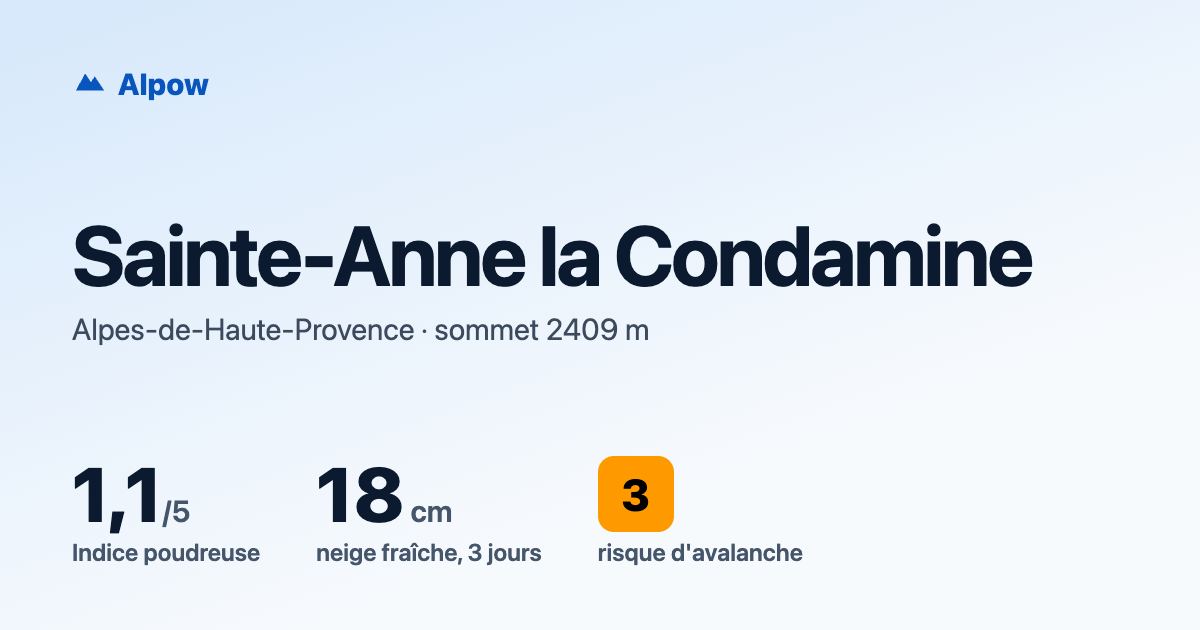 Alpow
Sainte-Anne la Condamine
Alpes-de-Haute-Provence · sommet 2409 m
1,1/5
Indice poudreuse
18 cm
neige fraîche, 3 jours
3
risque d'avalanche